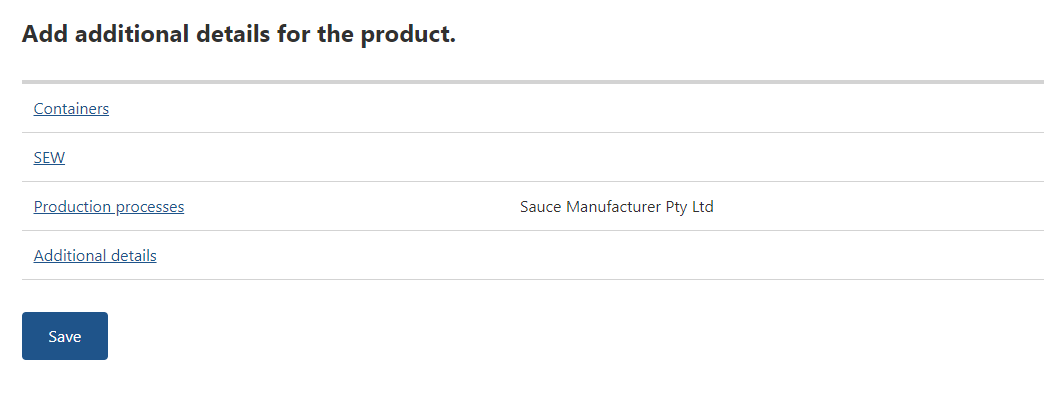 Add additional details for the product.
Containers
SEW
Production processes Sauce Manufacturer Pty Ltd
Additional details
Save